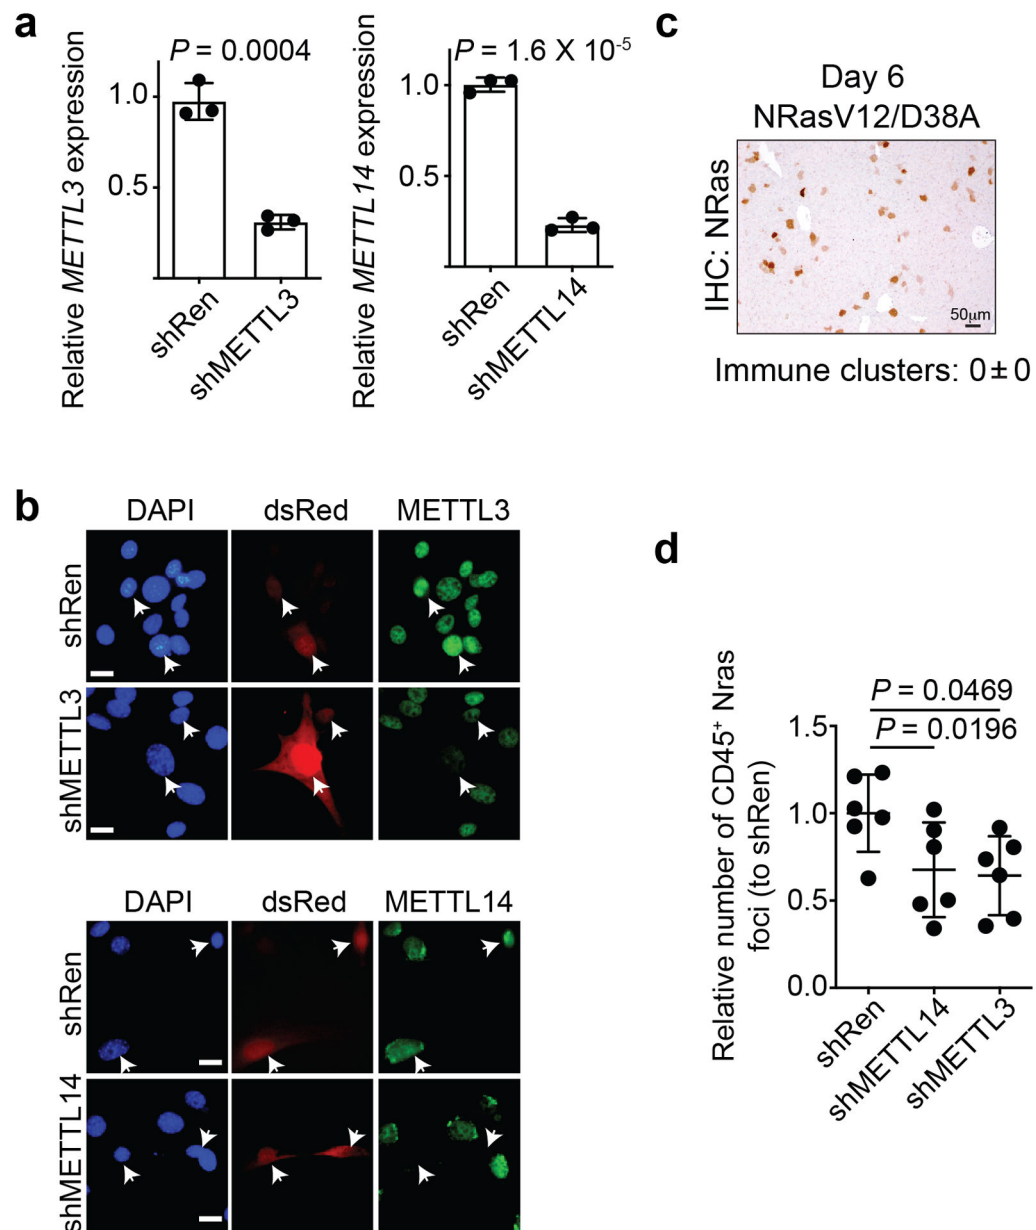 a
P = 0.0004
Relative METTL3 expression
1.0
0.5
shRen
shMETTL3
P = 1.6 X 10-5
Relative METTL14 expression
1.0
0.5
shRen
shMETTL14
c
Day 6
NRasV12/D38A
IHC: NRas
50μm
Immune clusters: 0±0
b
DAPI dsRed METTL3
shRen
shMETTL3
DAPI dsRed METTL14
shRen
shMETTL14
d
P = 0.0469
P = 0.0196
Relative number of CD45+ Nras
foci (to shRen)
1.5
1.0
0.5
0.0
shRen
shMETTL14
shMETTL3